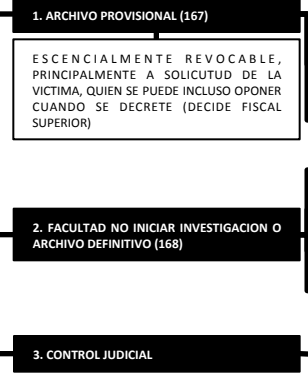 1. ARCHIVO PROVISIONAL (167)
ESCENCIALMENTE REVOCABLE,
PRINCIPALMENTE A SOLICUTUD DE LA
VICTIMA, QUIEN SE PUEDE INCLUSO OPONER
CUANDO SE DECRETE (DECIDE FISCAL
SUPERIOR)
2. FACULTAD NO INICIAR INVESTIGACION O
ARCHIVO DEFINITIVO (168)
3. CONTROL JUDICIAL